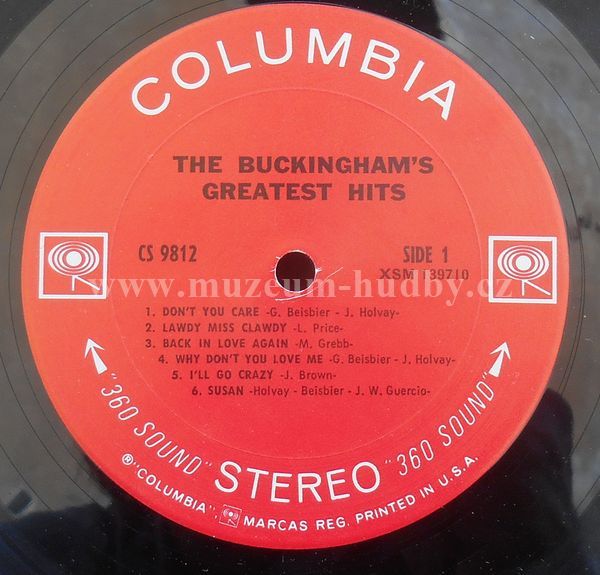 COLUMBIA
THE BUCKINGHAM'S
GREATEST HITS
CS 9812
SIDE 1
XSM 139710
www.muzeum-hudby.cz
1. DON'T YOU CARE -G. Beisbier - J. Holvay-
2. LAWDY MISS CLAWDY -L. Price-
3. BACK IN LOVE AGAIN -M. Grebb-
4. WHY DON'T YOU LOVE ME -G. Beisbier - J. Holvay-
5. I'LL GO CRAZY -J. Brown-
6. SUSAN -Holvay - Beisbier - J. W. Guercio-
"360 SOUND" STEREO "360 SOUND"
® "COLUMBIA", MARCAS REG. PRINTED IN U.S.A.